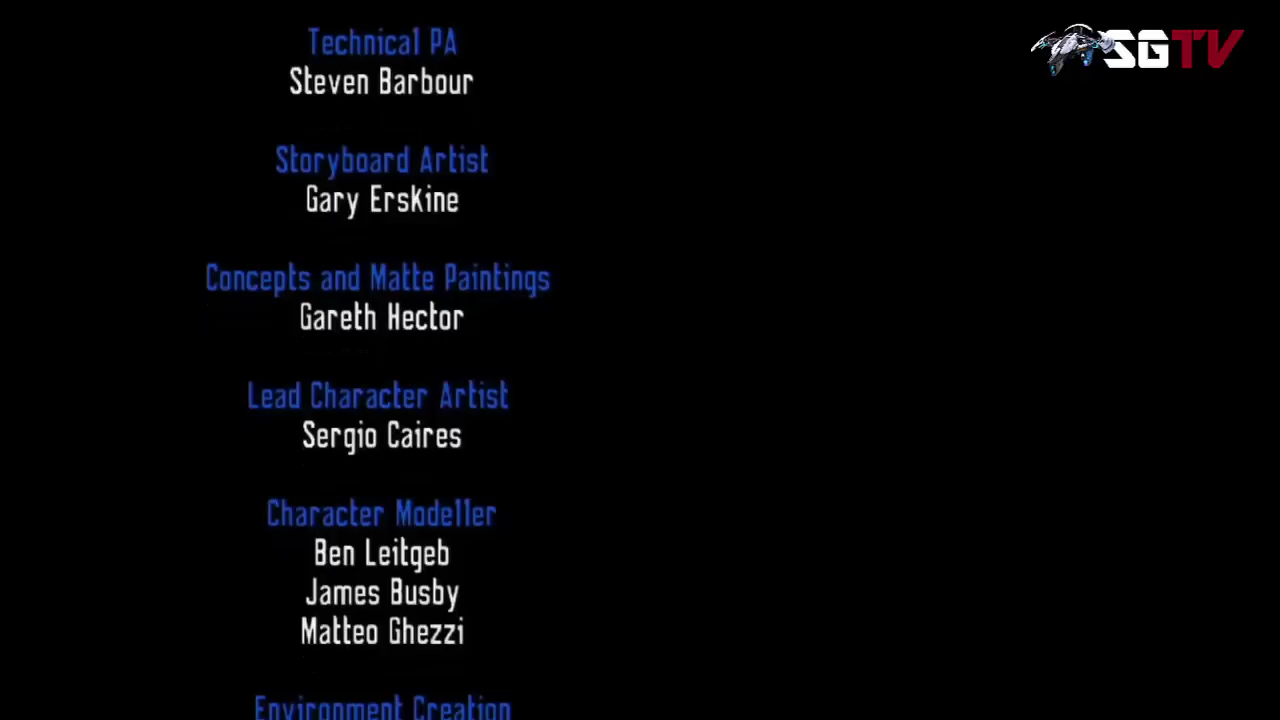 Technical PA
Steven Barbour
SGTV
Storyboard Artist
Gary Erskine
Concepts and Matte Paintings
Gareth Hector
Lead Character Artist
Sergio Caires
Character Modeller
Ben Leitgeb
James Busby
Matteo Ghezzi
Environment Creation